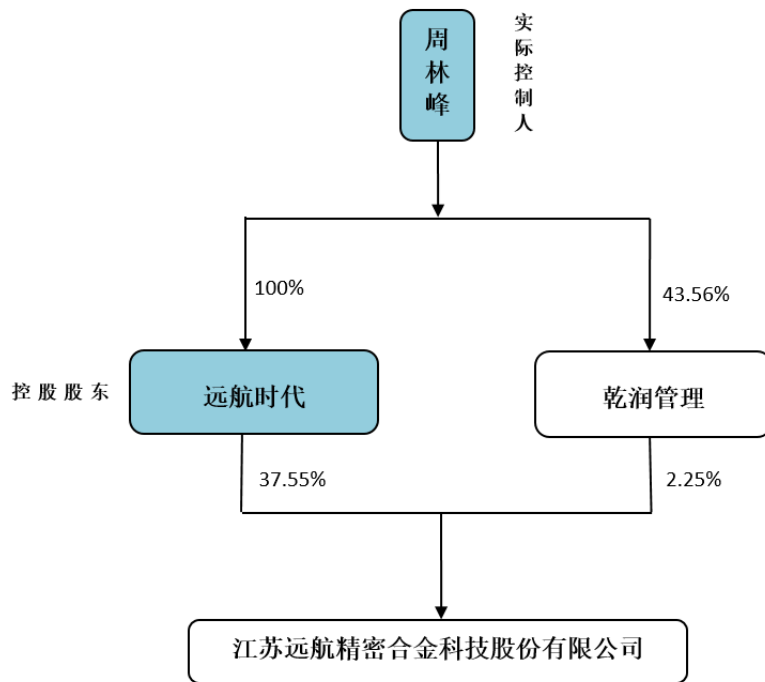 周林峰
实际控制人
100%
43.56%
控股股东
远航时代
乾润管理
37.55%
2.25%
江苏远航精密合金科技股份有限公司